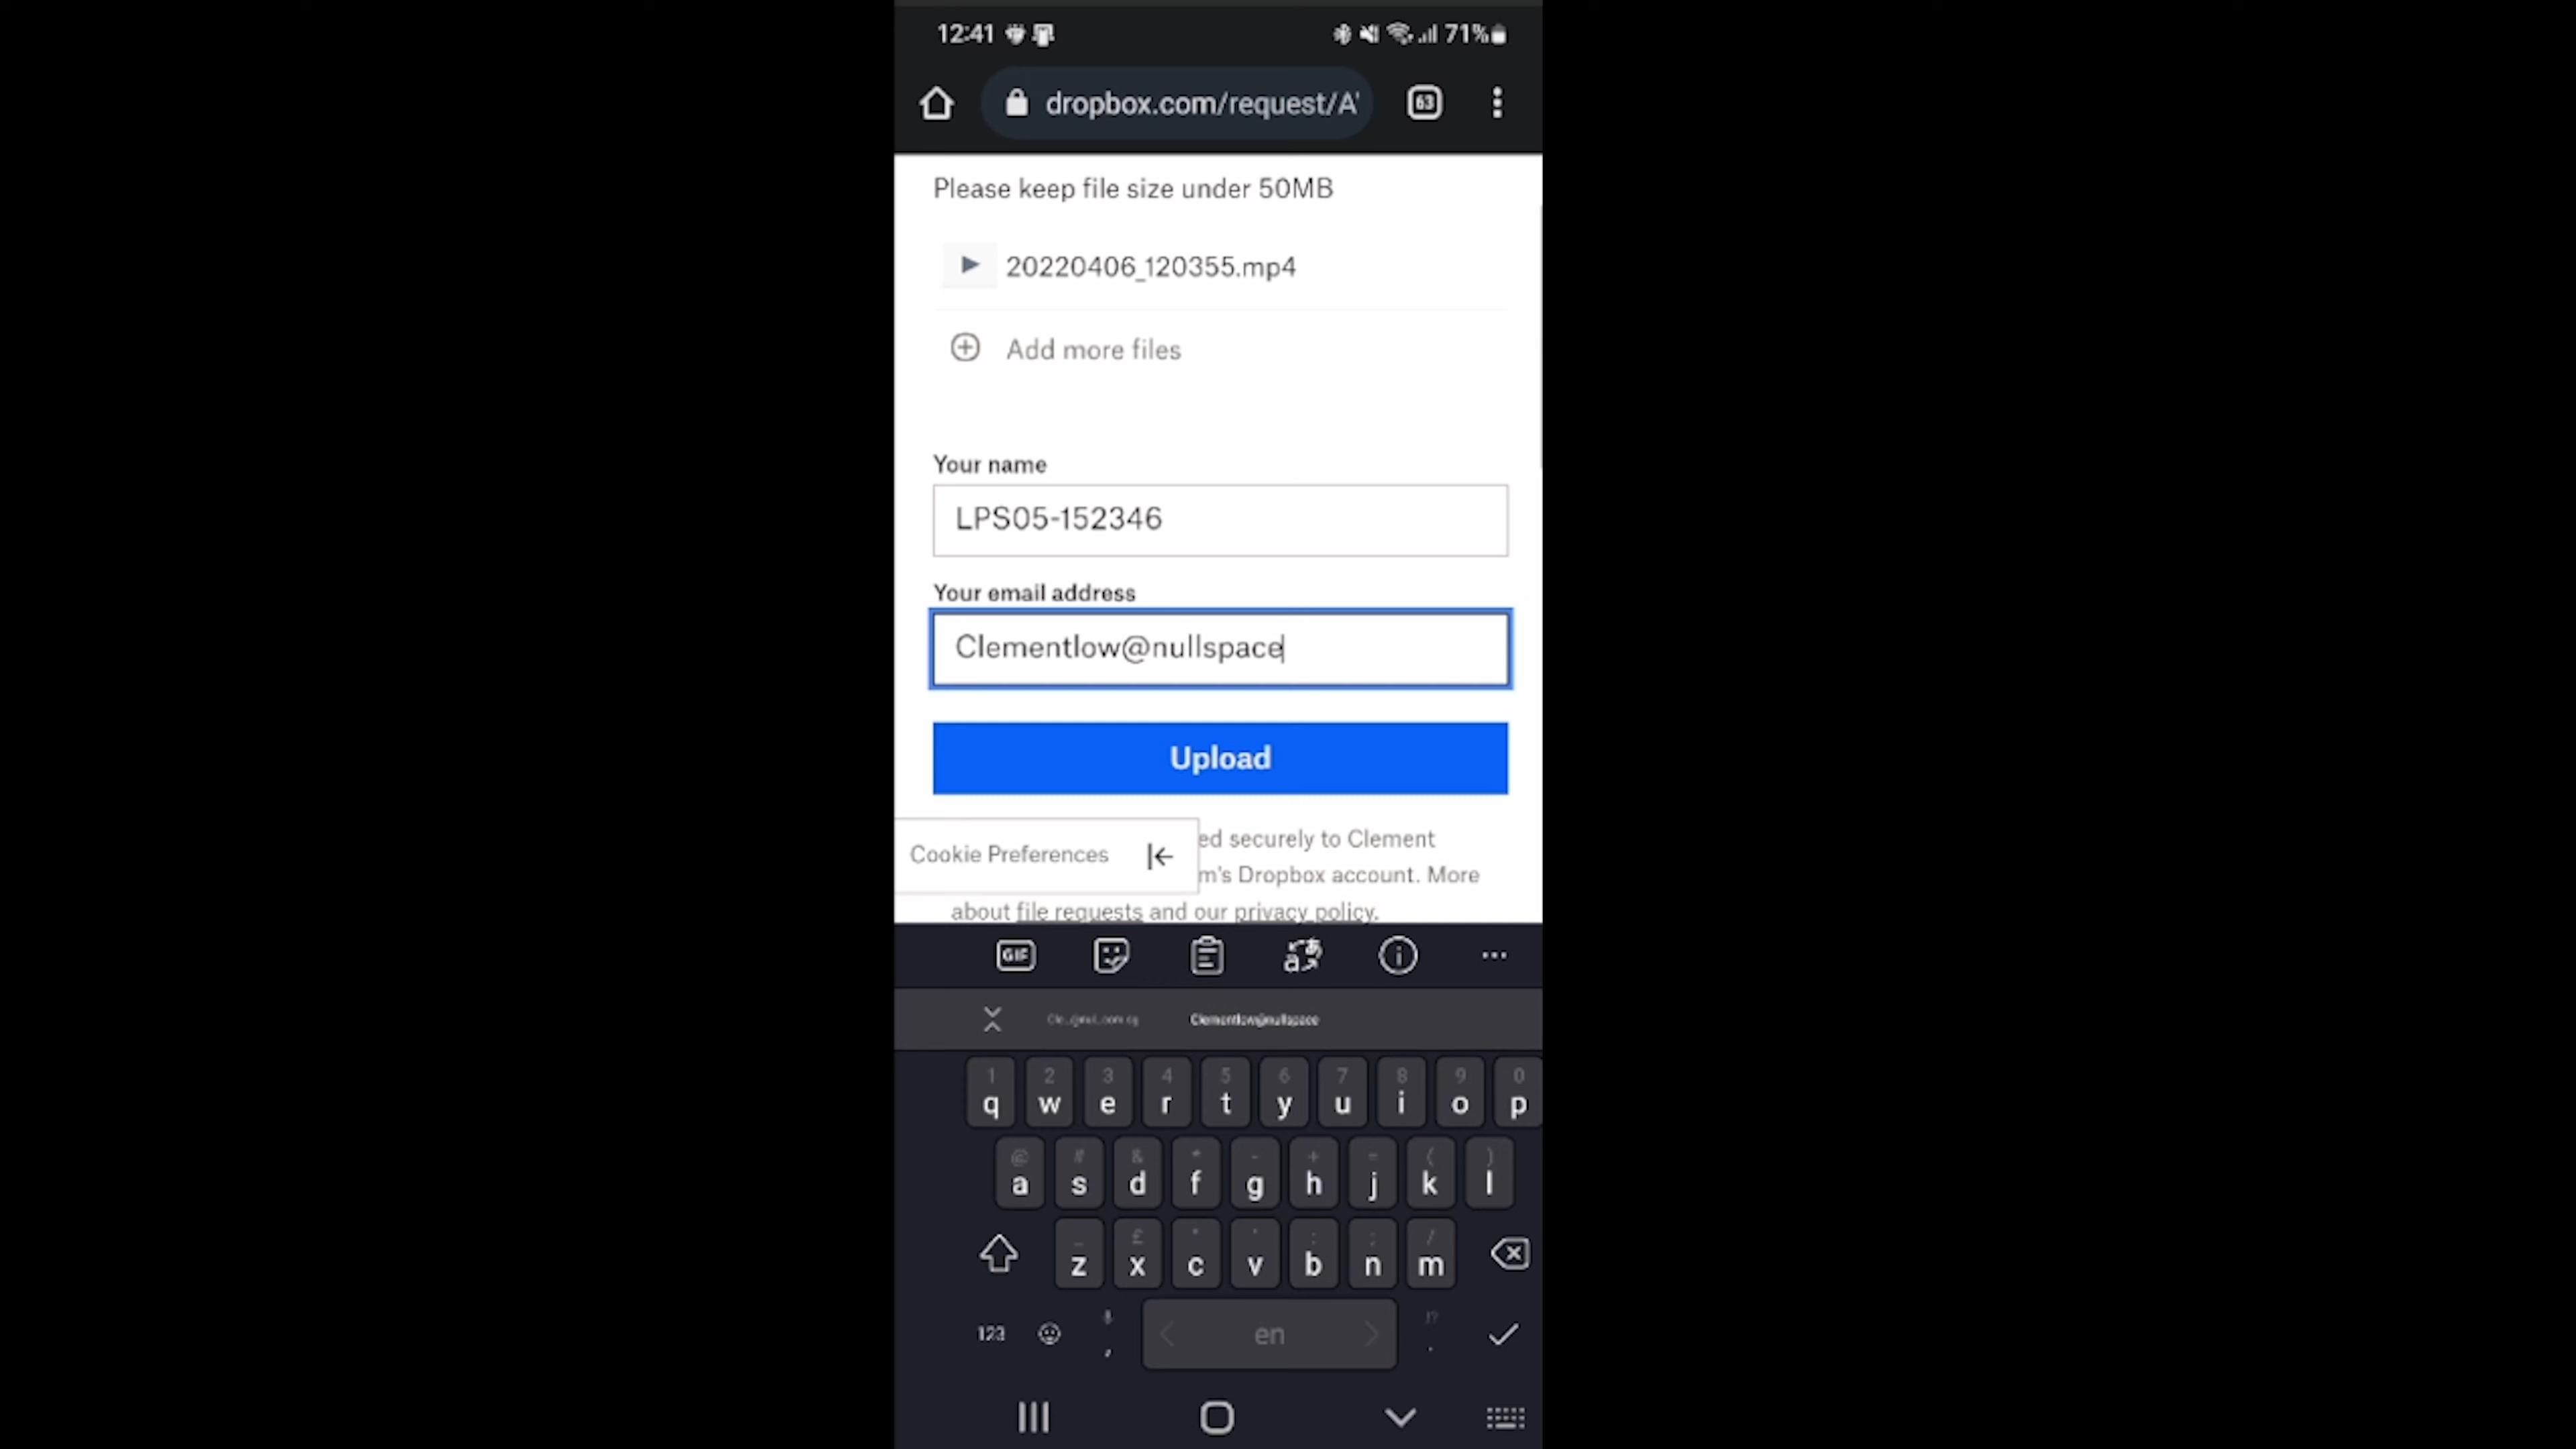 12:41
71%
dropbox.com/request/A
63
Please keep file size under 50MB
20220406_120355.mp4
Add more files
Your name
LPS05-152346
Your email address
Clementlow@nullspace
Upload
Cookie Preferences
ed securely to Clement
m's Dropbox account. More
about file requests and our privacy policy.
GIF
Clementlow@nullspace
1 2 3 4 5 6 7 8 9 0
q w e r t y u i o p
@ # & * - + = ( )
a s d f g h j k l
_ £ " ' : ; /
z x c v b n m
123 , en !? .